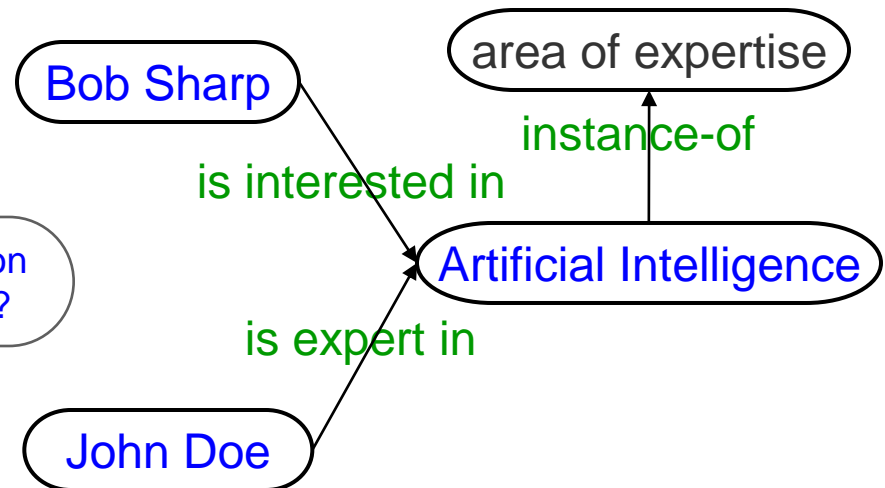 area of expertise
Bob Sharp
instance-of
is interested in
Artificial Intelligence
?
is expert in
John Doe